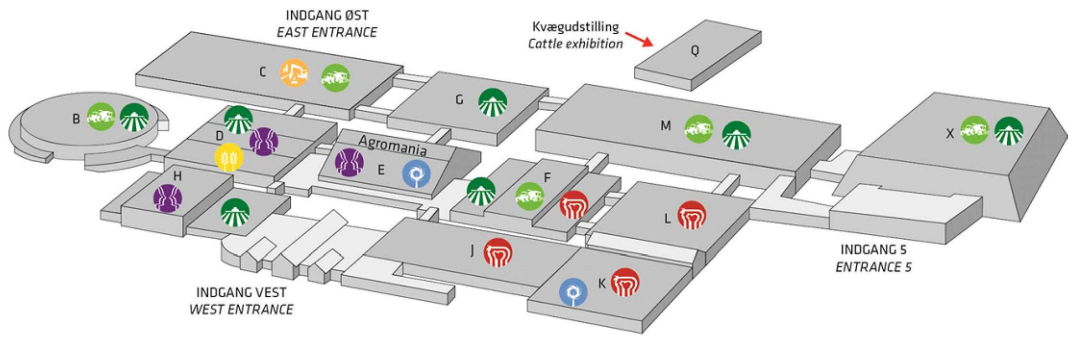 INDGANG ØST
EAST ENTRANCE
Kvægudstilling
Cattle exhibition
Q
C
G
B
D
M
X
Agromania
E
H
F
L
J
K
INDGANG 5
ENTRANCE 5
INDGANG VEST
WEST ENTRANCE